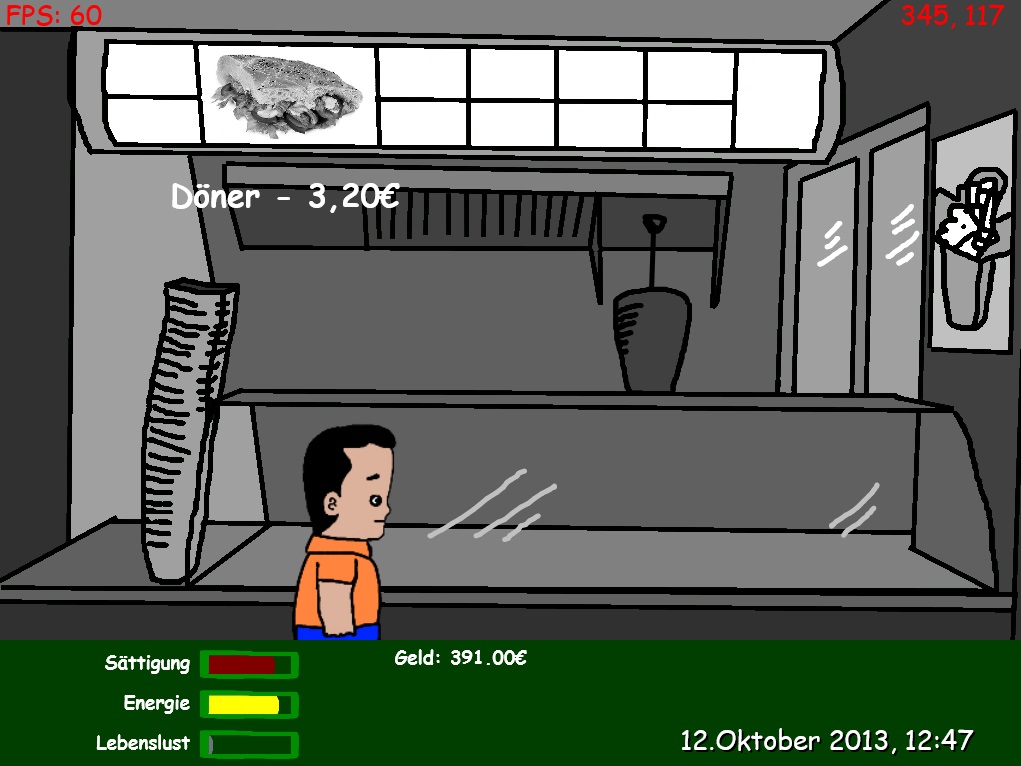 FPS: 60
345, 117
Döner - 3,20€
Sättigung
Geld: 391.00€
Energie
Lebenslust
12.Oktober 2013, 12:47